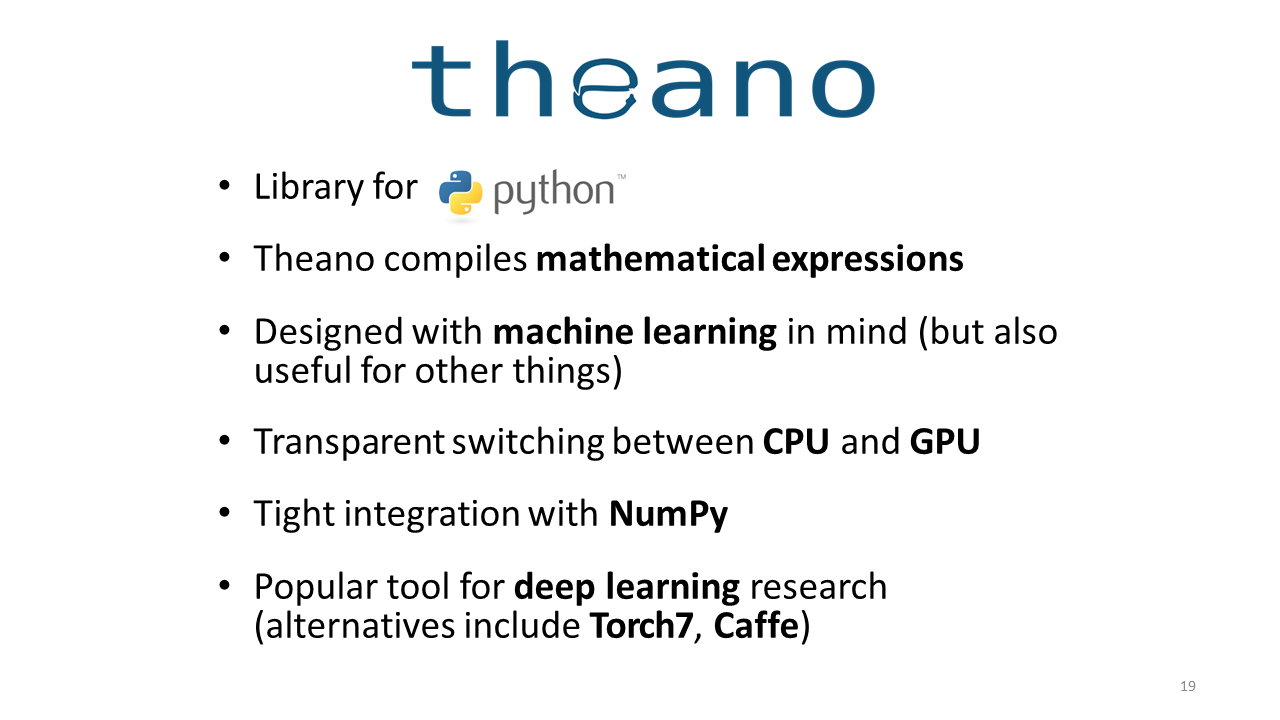 theano
• Library for python™
• Theano compiles mathematical expressions
• Designed with machine learning in mind (but also
useful for other things)
• Transparent switching between CPU and GPU
• Tight integration with NumPy
• Popular tool for deep learning research
(alternatives include Torch7, Caffe)
19